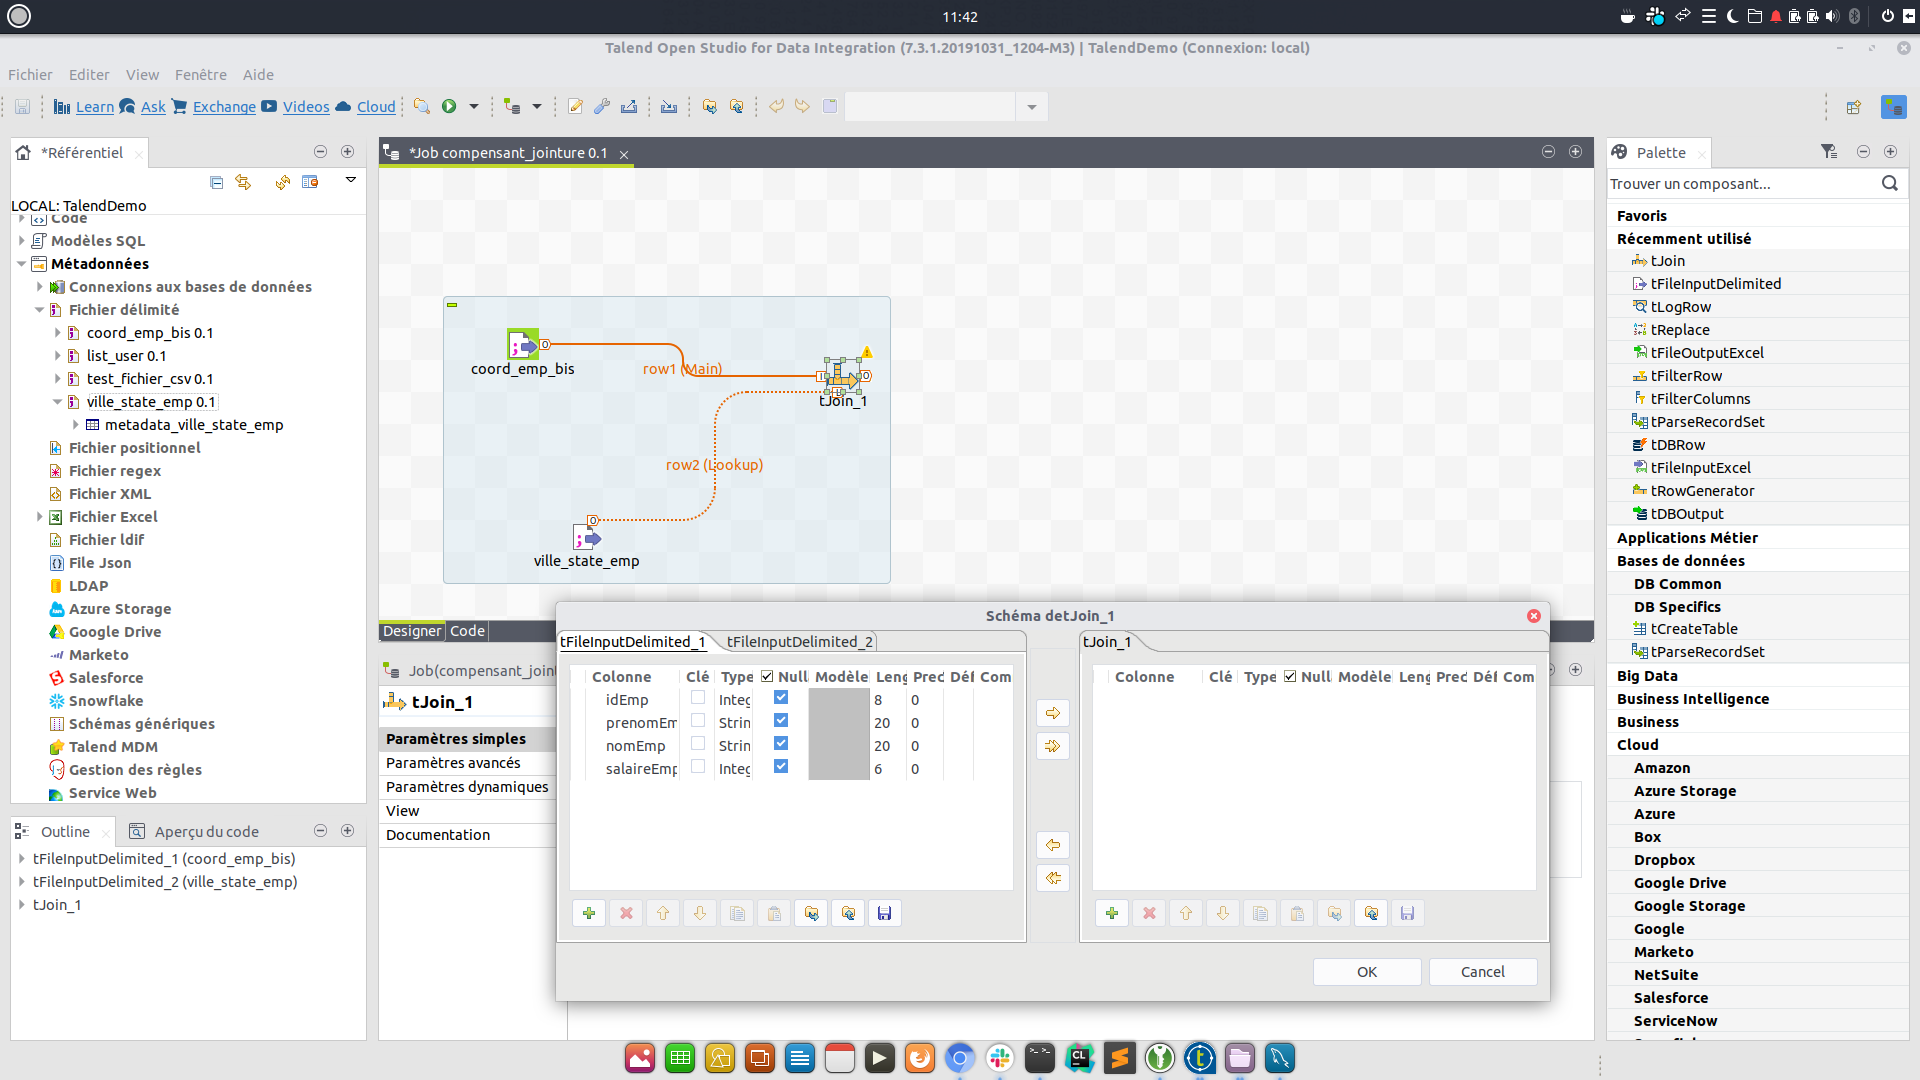 11:42
Talend Open Studio for Data Integration (7.3.1.20191031_1204-M3) | TalendDemo (Connexion: local)
Fichier Editer View Fenêtre Aide
Learn Ask Exchange Videos Cloud
*Référentiel
LOCAL: TalendDemo
Code
Modèles SQL
Métadonnées
Connexions aux bases de données
Fichier délimité
coord_emp_bis 0.1
list_user 0.1
test_fichier_csv 0.1
ville_state_emp 0.1
metadata_ville_state_emp
Fichier positionnel
Fichier regex
Fichier XML
Fichier Excel
Fichier ldif
File Json
LDAP
Azure Storage
Google Drive
Marketo
Salesforce
Snowflake
Schémas génériques
Talend MDM
Gestion des règles
Service Web
Outline Aperçu du code
tFileInputDelimited_1 (coord_emp_bis)
tFileInputDelimited_2 (ville_state_emp)
tJoin_1
*Job compensant_jointure 0.1
coord_emp_bis
row1 (Main)
tJoin_1
row2 (Lookup)
ville_state_emp
Designer Code
Job(compensant_join
tJoin_1
Paramètres simples
Paramètres avancés
Paramètres dynamiques
View
Documentation
Schéma detJoin_1
tFileInputDelimited_1 tFileInputDelimited_2
Colonne Clé Type Null Modèle Leng Pred Déf Com
idEmp Integ 8 0
prenomEm Strin 20 0
nomEmp Strin 20 0
salaireEmp Integ 6 0
tJoin_1
Colonne Clé Type Null Modèle Leng Pred Déf Com
OK Cancel
Palette
Trouver un composant...
Favoris
Récemment utilisé
tJoin
tFileInputDelimited
tLogRow
tReplace
tFileOutputExcel
tFilterRow
tFilterColumns
tParseRecordSet
tDBRow
tFileInputExcel
tRowGenerator
tDBOutput
Applications Métier
Bases de données
DB Common
DB Specifics
tCreateTable
tParseRecordSet
Big Data
Business Intelligence
Business
Cloud
Amazon
Azure Storage
Azure
Box
Dropbox
Google Drive
Google Storage
Google
Marketo
NetSuite
Salesforce
ServiceNow